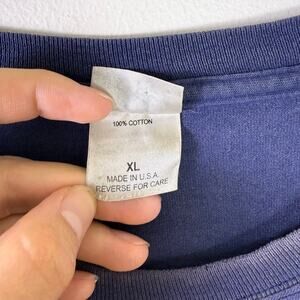 100% COTTON
XL
MADE IN U.S.A.
REVERSE FOR CARE